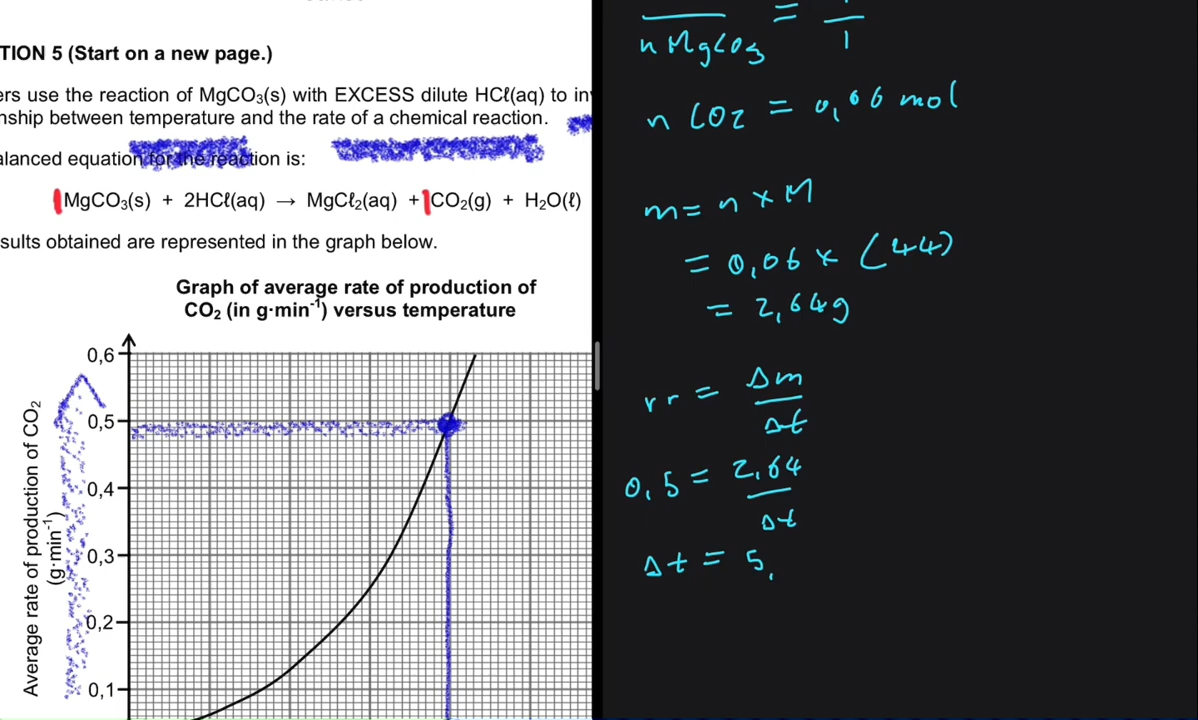 TION 5 (Start on a new page.)
ers use the reaction of MgCO₃(s) with EXCESS dilute HCℓ(aq) to in
nship between temperature and the rate of a chemical reaction.
alanced equation for the reaction is:
MgCO₃(s) + 2HCℓ(aq) → MgCℓ₂(aq) + CO₂(g) + H₂O(ℓ)
sults obtained are represented in the graph below.
Graph of average rate of production of
CO₂ (in g·min⁻¹) versus temperature
Average rate of production of CO₂
(g·min⁻¹)
0,6
0,5
0,4
0,3
0,2
0,1
n MgCO₃ = 1
n CO₂ = 0,06 mol
m = n × M
= 0,06 × (44)
= 2,64g
rr = Δm
Δt
0,5 = 2,64
Δt
Δt = 5,